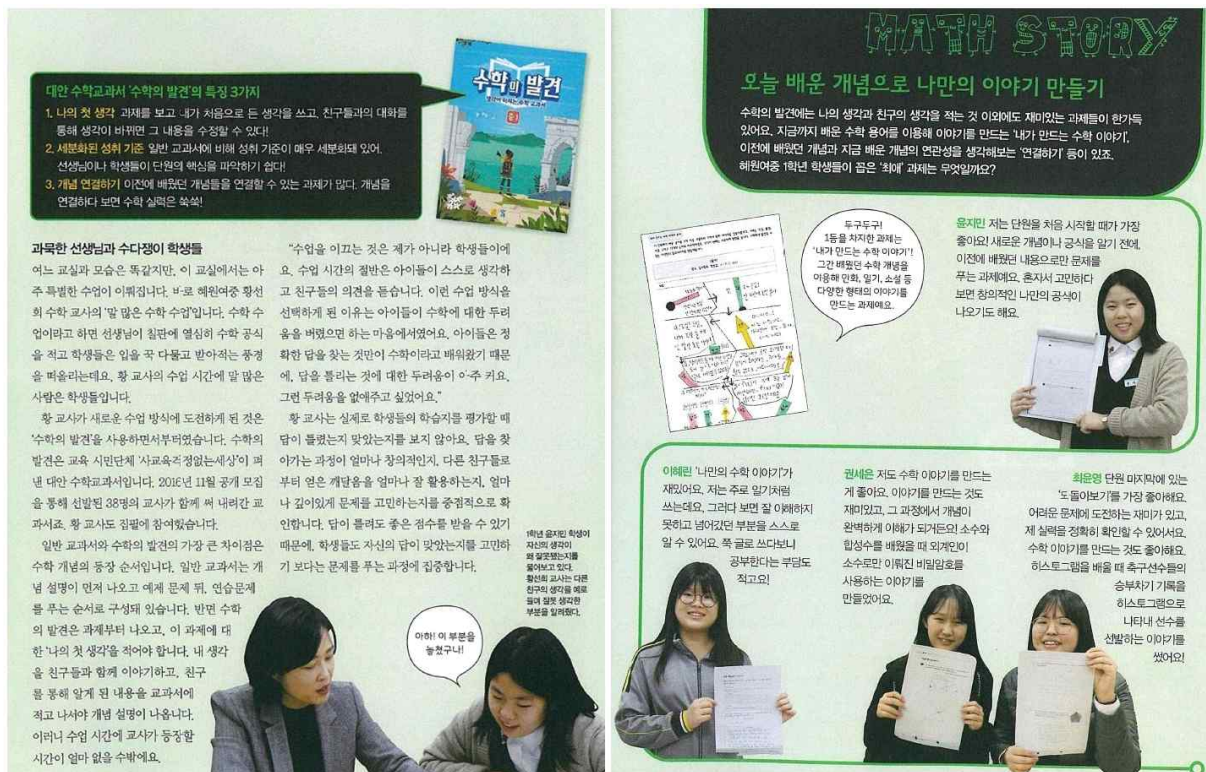 대안 수학교과서 '수학의 발견'의 특징 3가지
1. 나의 첫 생각 과제를 보고 내가 처음으로 든 생각을 쓰고, 친구들과의 대화를
통해 생각이 바뀌면 그 내용을 수정할 수 있다!
2. 세분화된 성취 기준 일반 교과서에 비해 성취 기준이 매우 세분화돼 있어.
선생님이나 학생들이 단원의 핵심을 파악하기 쉽다!
3. 개념 연결하기 이전에 배웠던 개념들을 연결할 수 있는 과제가 많다. 개념을
연결하다 보면 수학 실력은 쑥쑥!
수학의 발견
수학 교과서
중1
선생님과 수다쟁이 학생들
교실과 모습은 똑같지만, 이 교실에서는 아
특별한 수업이 이뤄집니다. 바로 혜원여중 황선
희 수학 교사의 '말 많은 수학 수업'입니다. 수학 수
업이라고 하면 선생님이 칠판에 열심히 수학 공식
을 적고 학생들은 입을 꾹 다물고 받아적는 풍경
을 떠올리는데요. 황 교사의 수업 시간에 말 많은
사람은 학생들입니다.
황 교사가 새로운 수업 방식에 도전하게 된 것은
'수학의 발견'을 사용하면서부터였습니다. 수학의
발견은 교육 시민단체 '사교육걱정없는세상'이 펴
낸 대안 수학교과서입니다. 11월 공개 모집
을 통해 선발된 38명의 교사가 함께 써 내려간 교
과서죠. 황 교사도 집필에 참여했습니다.
일반 교과서와 수학의 발견의 가장 큰 차이점은
수학 개념의 등장 순서입니다. 일반 교과서는 개
념 설명이 먼저 나오고 예제 문제 뒤, 연습문제
를 푸는 순서로 구성돼 있습니다. 반면 수학
의 발견은 과제부터 나오고, 이 과제에 대
한 '나의 첫 생각'을 적어야 합니다. 내 생각
을 친구들과 함께 이야기하고, 친구
를 통해 알게 된 내용을 교과서에
서야 개념 설명이 나옵니다.
수업 시간에 교사가 등장할
"수업을 이끄는 것은 제가 아니라 학생들이에
요. 수업 시간의 절반은 아이들이 스스로 생각하
고 친구들의 의견을 듣습니다. 이런 수업 방식을
선택하게 된 이유는 아이들이 수학에 대한 두려
움을 버렸으면 하는 마음에서였어요. 아이들은 정
확한 답을 찾는 것만이 수학이라고 배워왔기 때문
에, 답을 틀리는 것에 대한 두려움이 아주 커요.
그런 두려움을 없애주고 싶었어요."
황 교사는 실제로 학생들의 학습지를 평가할 때
답이 틀렸는지 맞았는지를 보지 않아요. 답을 찾
아가는 과정이 얼마나 창의적인지, 다른 친구들로
부터 얻은 깨달음을 얼마나 잘 활용하는지, 얼마
나 깊이있게 문제를 고민하는지를 중점적으로 확
인합니다. 답이 틀려도 좋은 점수를 받을 수 있기
때문에, 학생들도 자신의 답이 맞았는지를 고민하
기 보다는 문제를 푸는 과정에 집중합니다.
1학년 윤지민 학생이
자신의 생각이
왜 잘못됐는지를
물어보고 있다.
황선희 교사는 다른
친구의 생각을 예로
들며 잘못 생각한
부분을 알려줬다.
아하! 이 부분을
놓쳤구나!
MATH STORY
오늘 배운 개념으로 나만의 이야기 만들기
수학의 발견에는 나의 생각과 친구의 생각을 적는 것 이외에도 재미있는 과제들이 한가득
있어요. 지금까지 배운 수학 용어를 이용해 이야기를 만드는 '내가 만드는 수학 이야기',
이전에 배웠던 개념과 지금 배운 개념의 연관성을 생각해보는 '연결하기' 등이 있죠.
혜원여중 1학년 학생들이 꼽은 '최애' 과제는 무엇일까요?
두구두구!
1등을 차지한 과제는
'내가 만드는 수학 이야기'!
그간 배웠던 수학 개념을
이용해 만화, 일기, 소설 등
다양한 형태의 이야기를
만드는 과제예요.
윤지민 저는 단원을 처음 시작할 때가 가장
좋아요! 새로운 개념이나 공식을 알기 전에,
이전에 배웠던 내용으로만 문제를
푸는 과제예요. 혼자서 고민하다
보면 창의적인 나만의 공식이
나오기도 해요.
이혜린 '나만의 수학 이야기'가
재밌어요. 저는 주로 일기처럼
쓰는데요, 그러다 보면 잘 이해하지
못하고 넘어갔던 부분을 스스로
알 수 있어요. 쭉 글로 쓰다보니
공부한다는 부담도
적고요!
권세은 저도 수학 이야기를 만드는
게 좋아요. 이야기를 만드는 것도
재미있고, 그 과정에서 개념이
완벽하게 이해가 되거든요! 소수와
합성수를 배웠을 때 외계인이
소수로만 이뤄진 비밀암호를
사용하는 이야기를
만들었어요.
최윤영 단원 마지막에 있는
'되돌아보기'를 가장 좋아해요.
어려운 문제에 도전하는 재미가 있고,
제 실력을 정확히 확인할 수 있어서요.
수학 이야기를 만드는 것도 좋아해요.
히스토그램을 배울 때 축구선수들의
승부차기 기록을
히스토그램으로
나타내 선수를
선발하는 이야기를
썼어요!